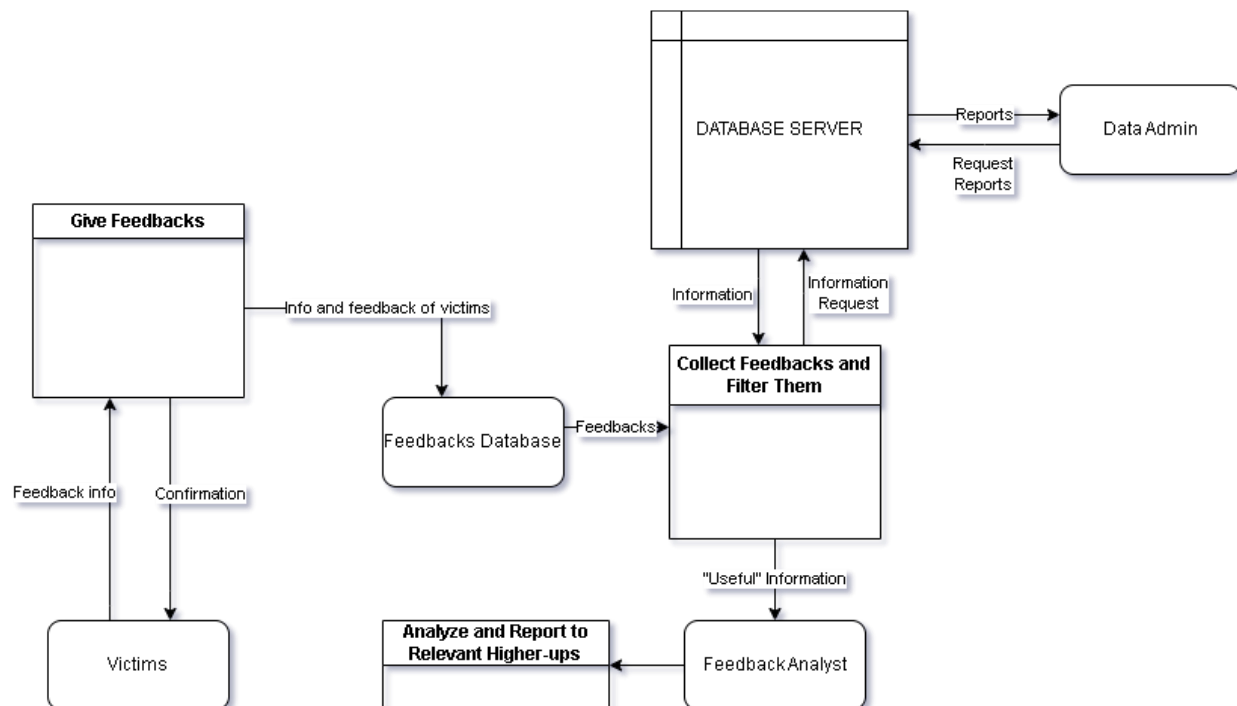 DATABASE SERVER
Reports
Data Admin
Request
Reports
Give Feedbacks
Information
Information
Request
Info and feedback of victims
Collect Feedbacks and
Filter Them
Feedbacks Database
Feedbacks
Feedback info
Confirmation
"Useful" Information
Analyze and Report to
Relevant Higher-ups
Victims
Feedback Analyst